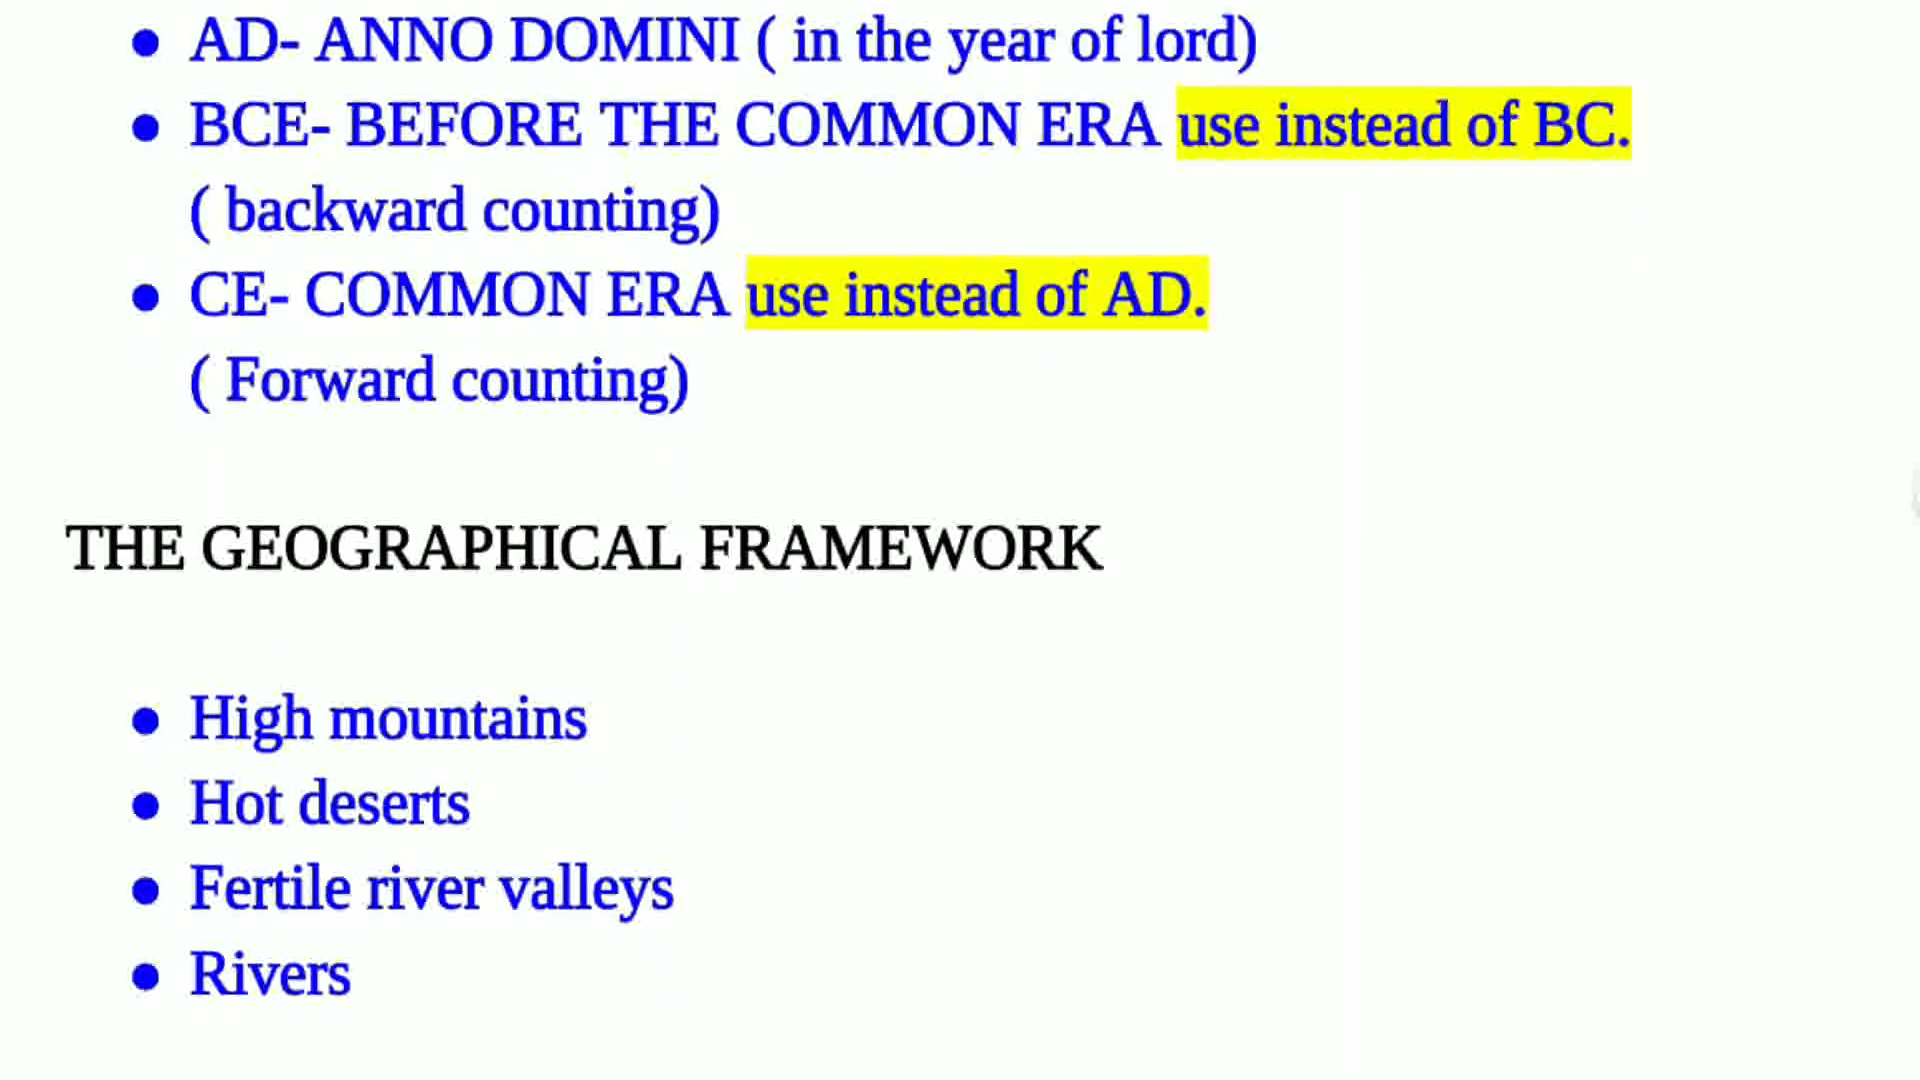 ● AD- ANNO DOMINI ( in the year of lord)
● BCE- BEFORE THE COMMON ERA use instead of BC.
( backward counting)
● CE- COMMON ERA use instead of AD.
( Forward counting)
THE GEOGRAPHICAL FRAMEWORK
● High mountains
● Hot deserts
● Fertile river valleys
● Rivers